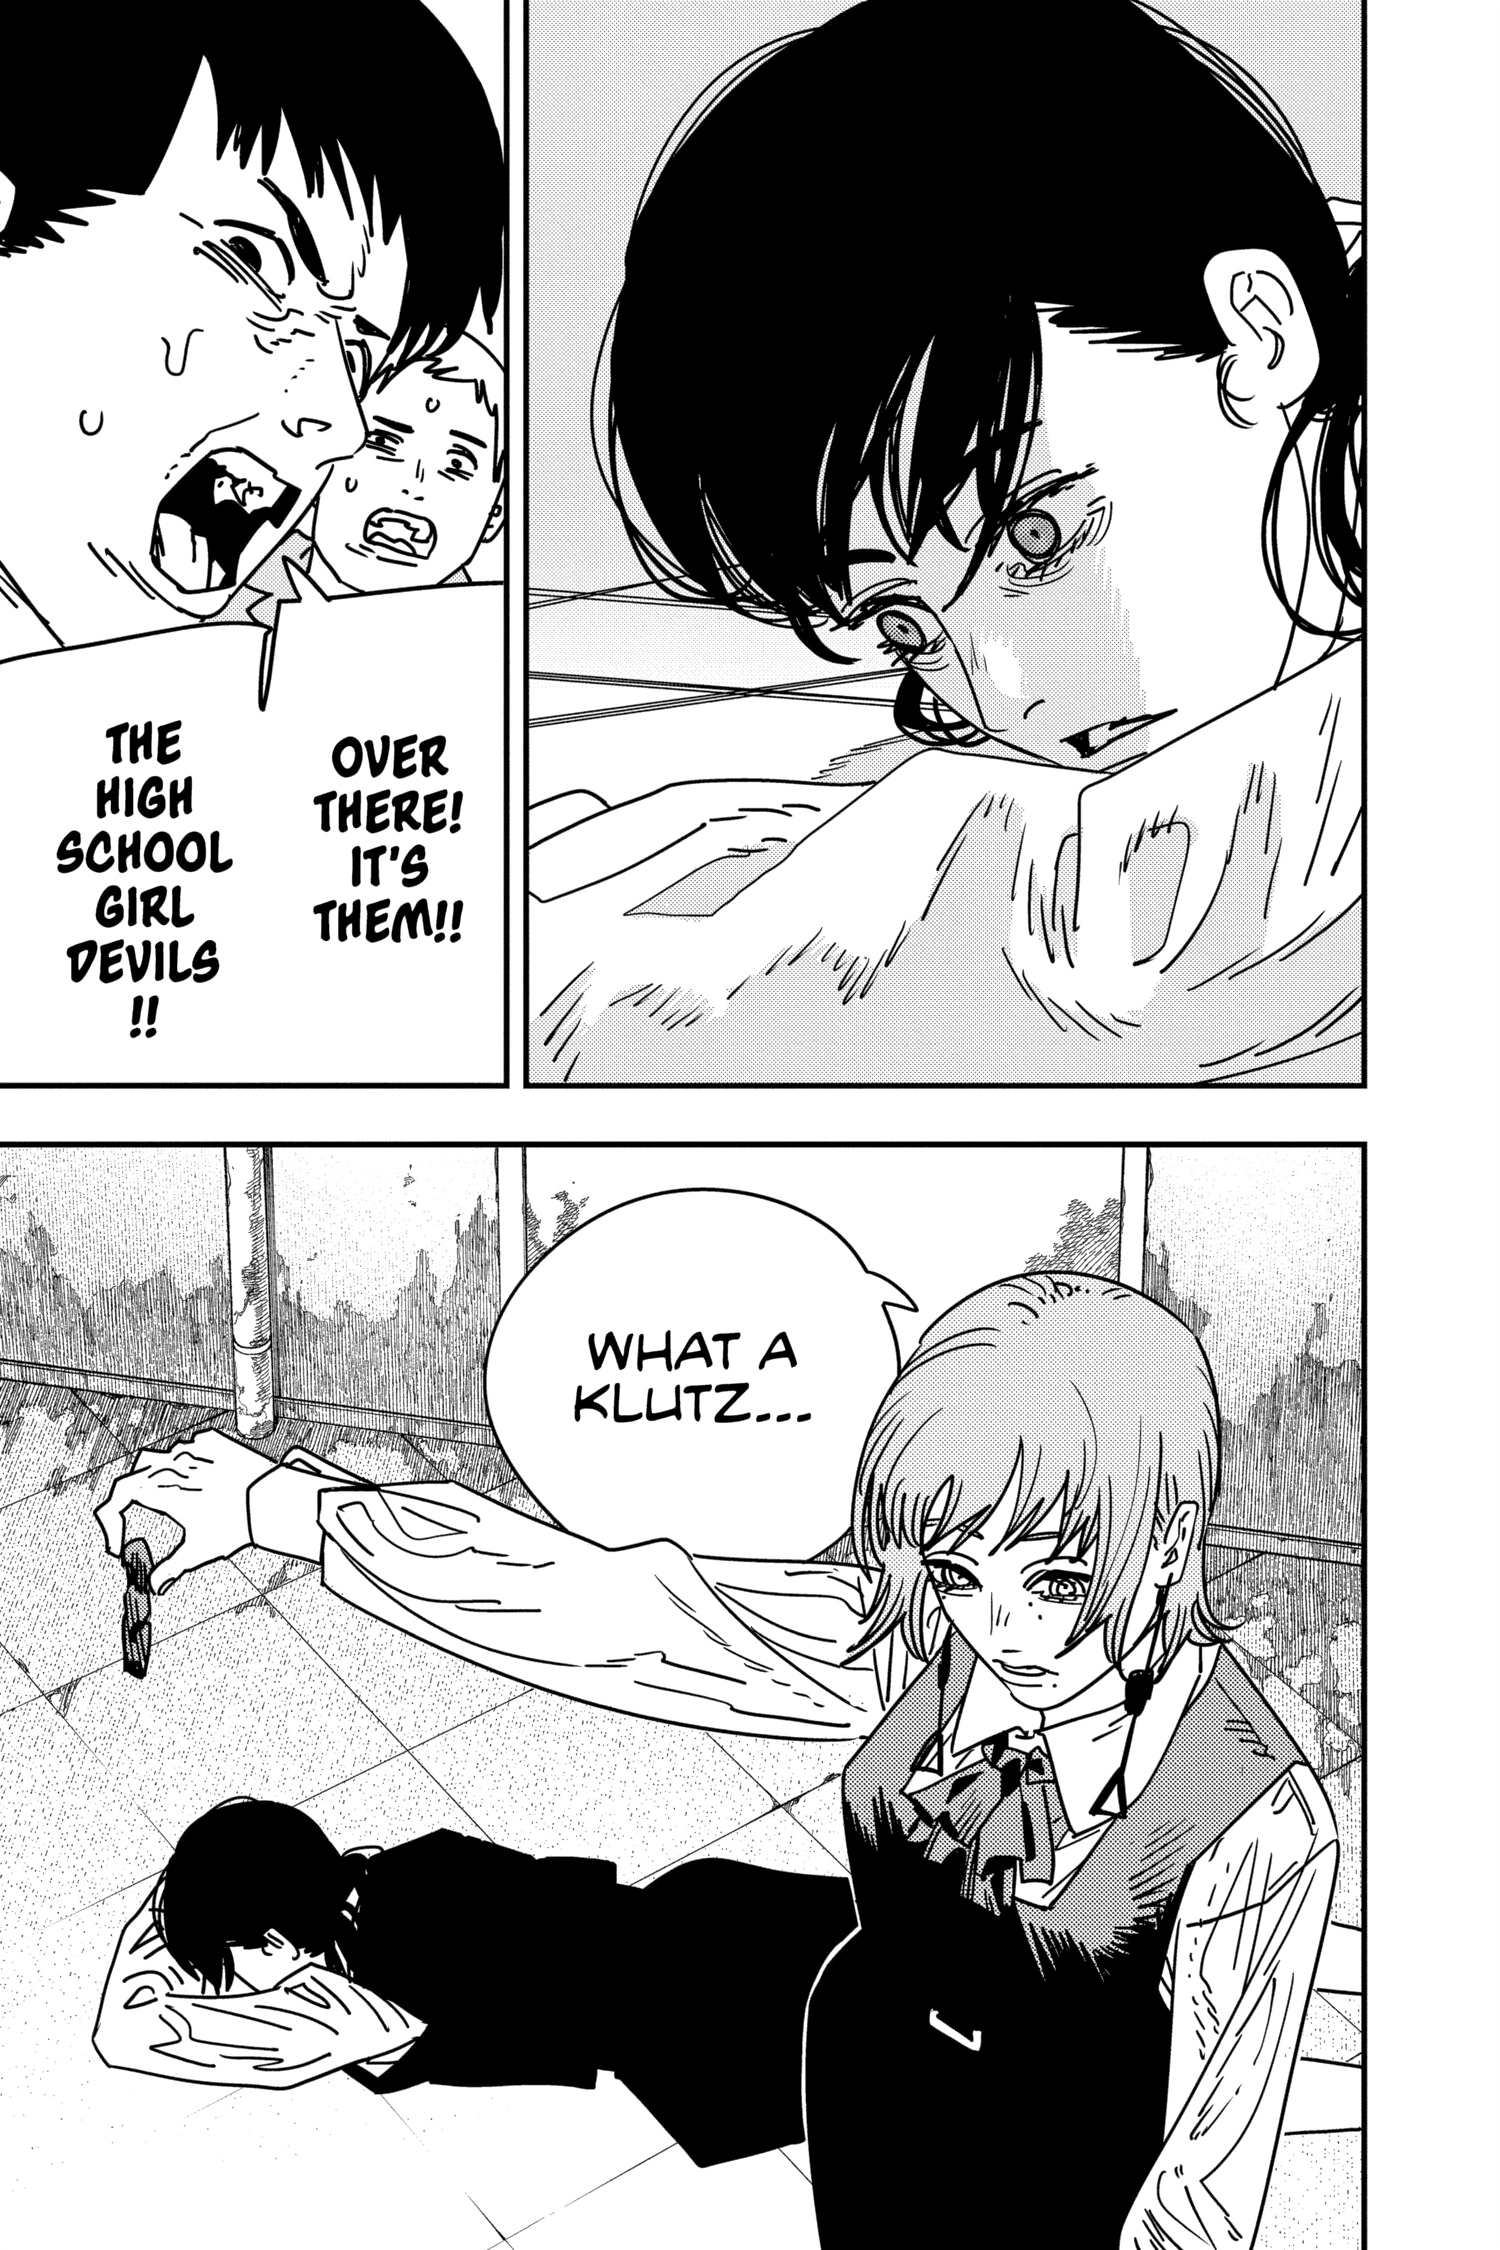 OVER
THERE!
IT'S
THEM!!
THE
HIGH
SCHOOL
GIRL
DEVILS
!!
WHAT A
KLUTZ...